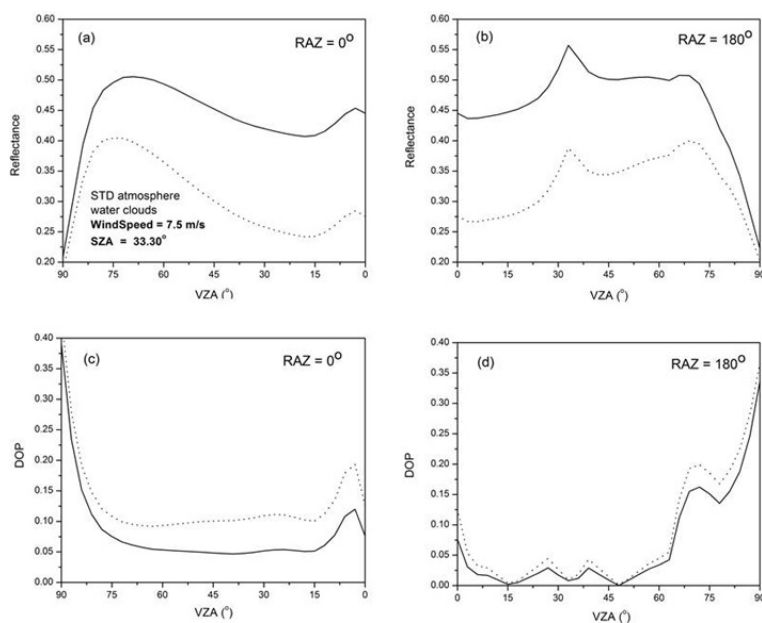 (a)
RAZ = 0°
0.60
0.55
0.50
0.45
0.40
0.35
0.30
0.25
0.20
Reflectance
STD atmosphere
water clouds
WindSpeed = 7.5 m/s
SZA = 33.30°
90 75 60 45 30 15 0
VZA (°)
(b)
RAZ = 180°
0.60
0.55
0.50
0.45
0.40
0.35
0.30
0.25
0.20
Reflectance
0 15 30 45 60 75 90
VZA (°)
(c)
RAZ = 0°
0.40
0.35
0.30
0.25
0.20
0.15
0.10
0.05
0.00
DOP
90 75 60 45 30 15 0
VZA (°)
(d)
RAZ = 180°
0.40
0.35
0.30
0.25
0.20
0.15
0.10
0.05
0.00
DOP
0 15 30 45 60 75 90
VZA (°)